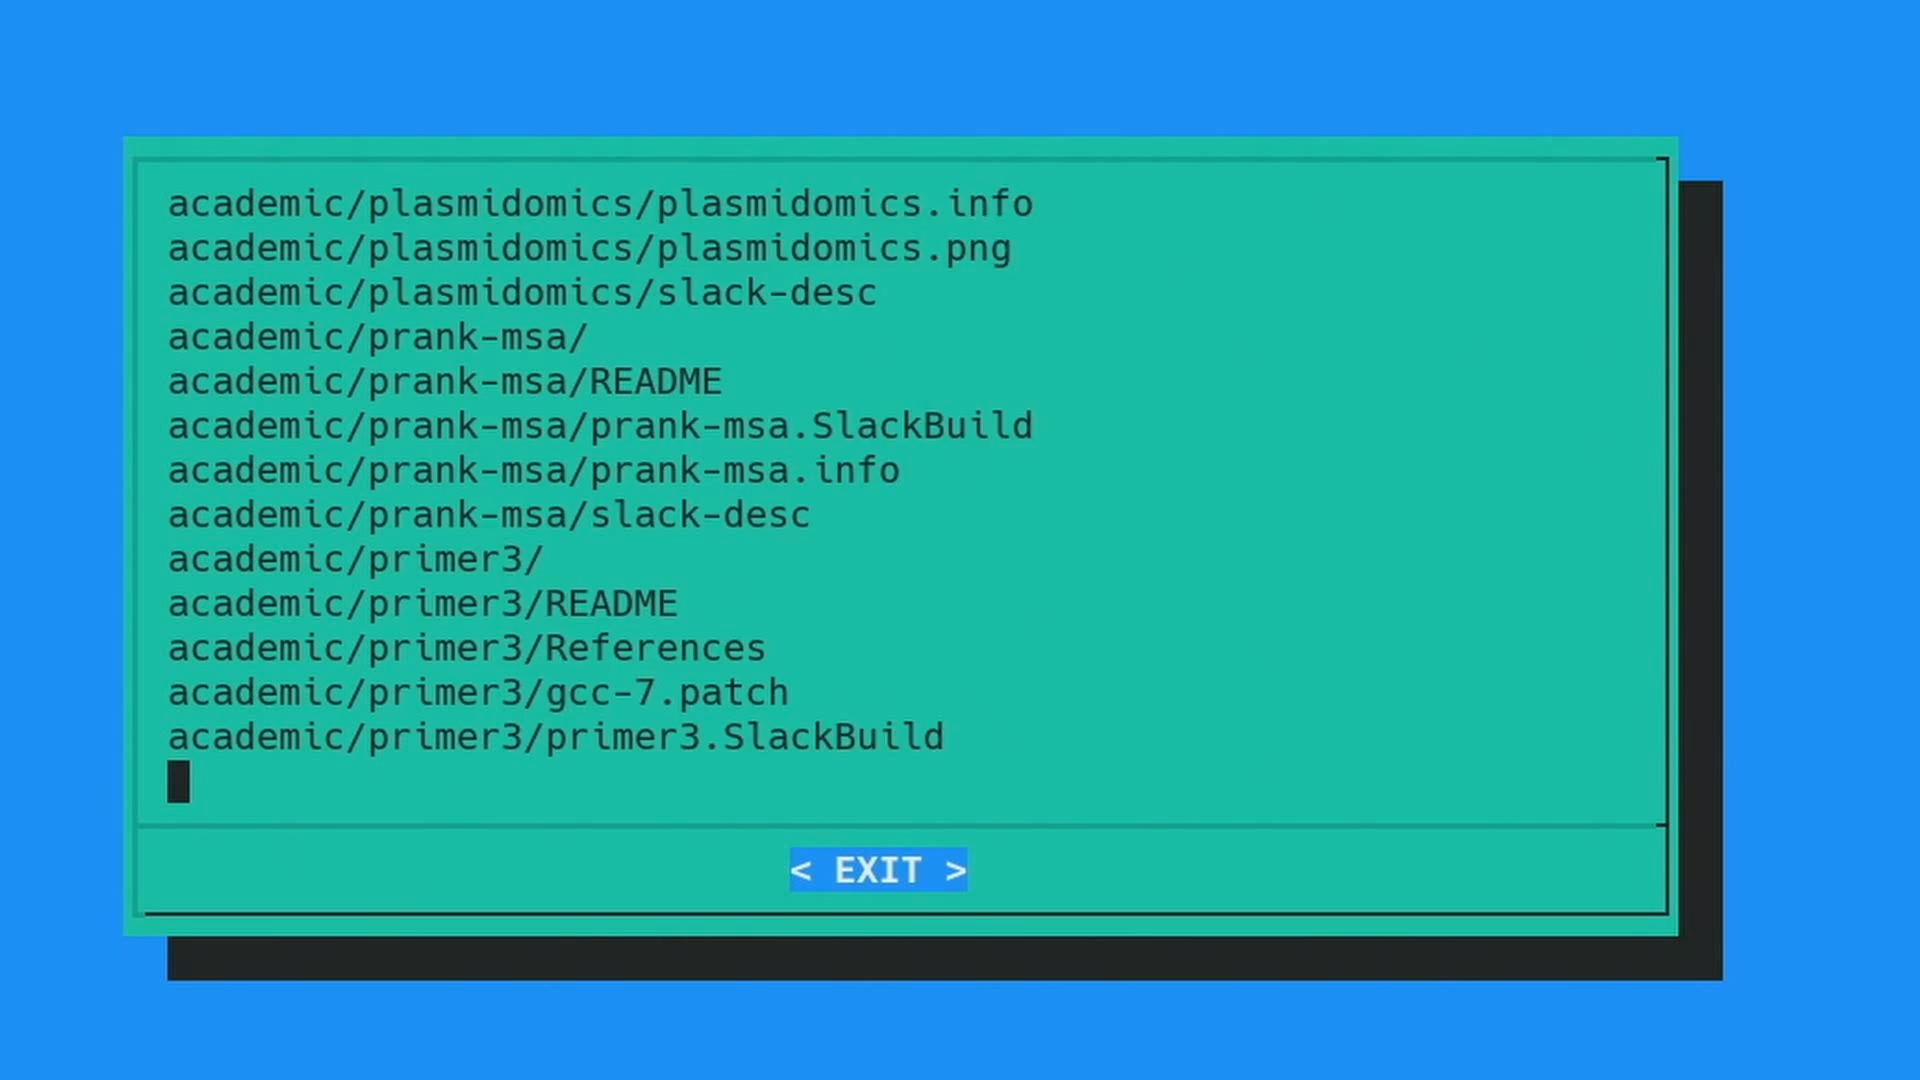 academic/plasmidomics/plasmidomics.info
academic/plasmidomics/plasmidomics.png
academic/plasmidomics/slack-desc
academic/prank-msa/
academic/prank-msa/README
academic/prank-msa/prank-msa.SlackBuild
academic/prank-msa/prank-msa.info
academic/prank-msa/slack-desc
academic/primer3/
academic/primer3/README
academic/primer3/References
academic/primer3/gcc-7.patch
academic/primer3/primer3.SlackBuild
< EXIT >